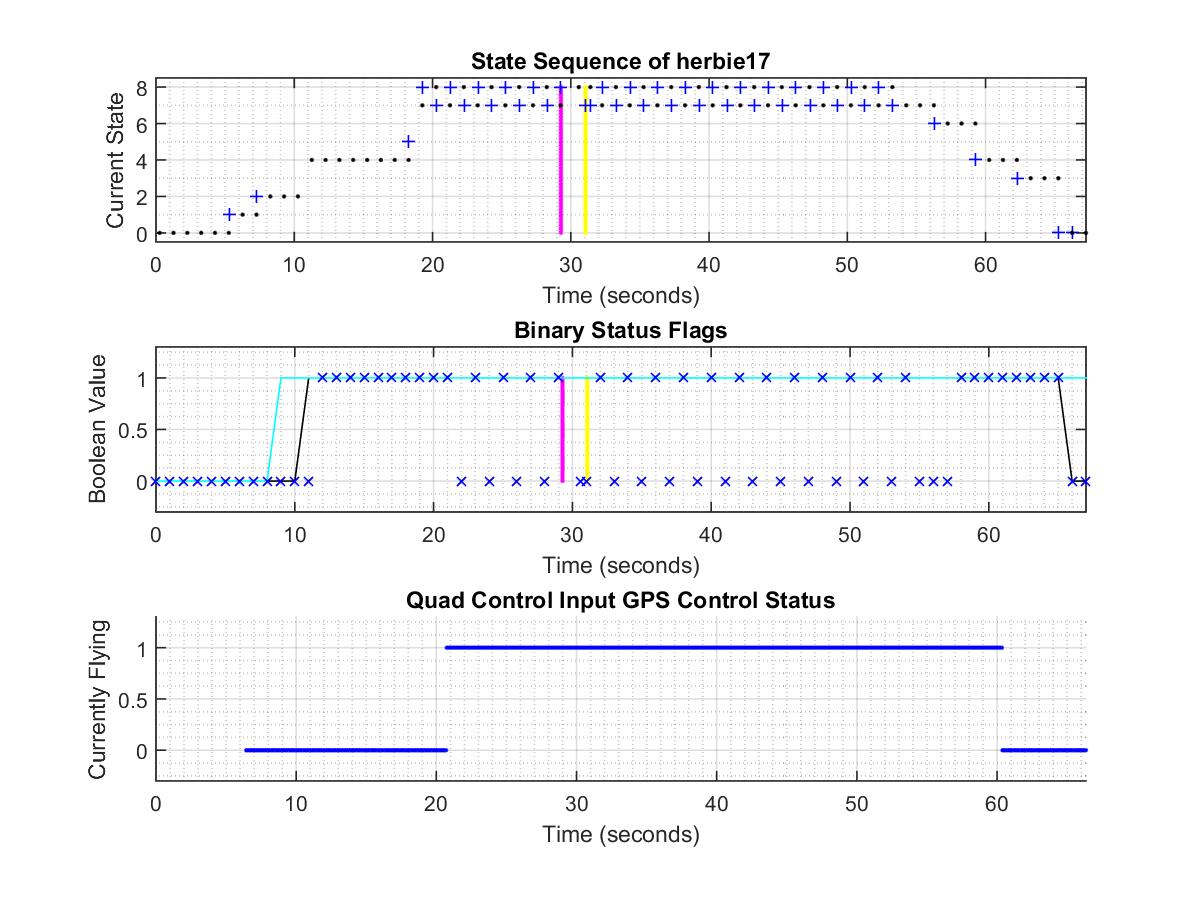 State Sequence of herbie17
Current State
8
6
4
2
0
0 10 20 30 40 50 60
Time (seconds)
Binary Status Flags
Boolean Value
1
0.5
0
0 10 20 30 40 50 60
Time (seconds)
Quad Control Input GPS Control Status
Currently Flying
1
0.5
0
0 10 20 30 40 50 60
Time (seconds)